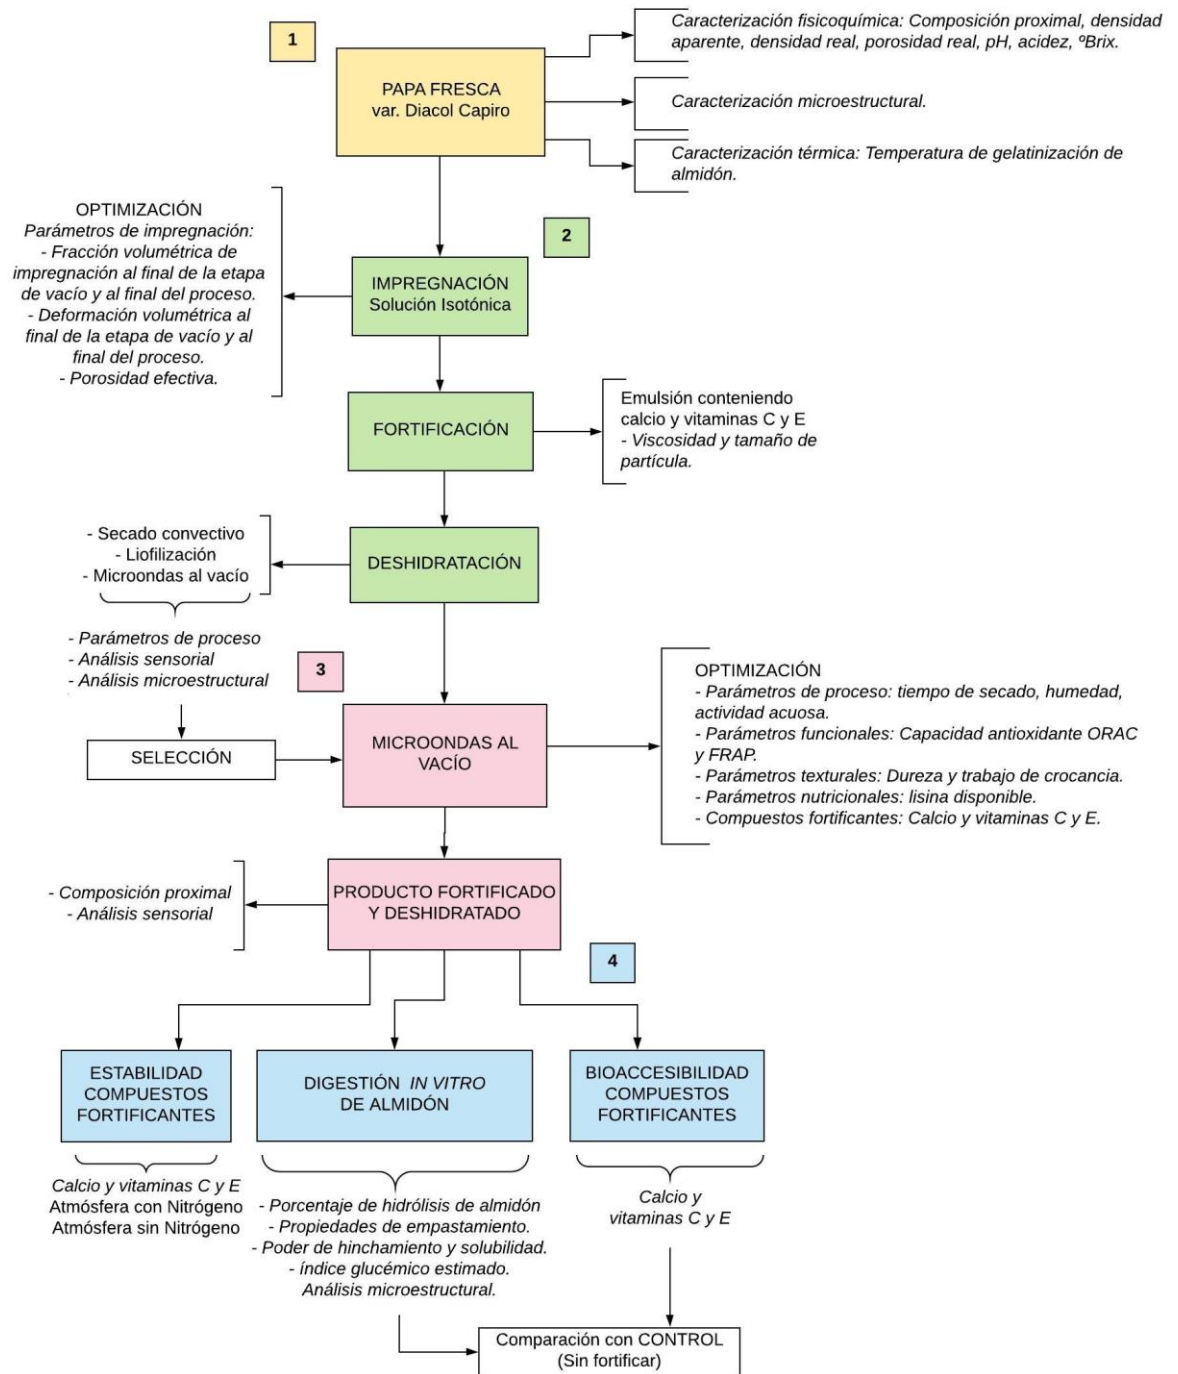 1
PAPA FRESCA
var. Diacol Capiro
Caracterización fisicoquímica: Composición proximal, densidad
aparente, densidad real, porosidad real, pH, acidez, ºBrix.
Caracterización microestructural.
Caracterización térmica: Temperatura de gelatinización de
almidón.
OPTIMIZACIÓN
Parámetros de impregnación:
- Fracción volumétrica de
impregnación al final de la etapa
de vacío y al final del proceso.
- Deformación volumétrica al
final de la etapa de vacío y al
final del proceso.
- Porosidad efectiva.
2
IMPREGNACIÓN
Solución Isotónica
FORTIFICACIÓN
Emulsión conteniendo
calcio y vitaminas C y E
- Viscosidad y tamaño de
partícula.
- Secado convectivo
- Liofilización
- Microondas al vacío
DESHIDRATACIÓN
- Parámetros de proceso
- Análisis sensorial
- Análisis microestructural
3
SELECCIÓN
MICROONDAS AL
VACÍO
OPTIMIZACIÓN
- Parámetros de proceso: tiempo de secado, humedad,
actividad acuosa.
- Parámetros funcionales: Capacidad antioxidante ORAC
y FRAP.
- Parámetros texturales: Dureza y trabajo de crocancia.
- Parámetros nutricionales: lisina disponible.
- Compuestos fortificantes: Calcio y vitaminas C y E.
- Composición proximal
- Análisis sensorial
PRODUCTO FORTIFICADO
Y DESHIDRATADO
4
ESTABILIDAD
COMPUESTOS
FORTIFICANTES
DIGESTIÓN IN VITRO
DE ALMIDÓN
BIOACCESIBILIDAD
COMPUESTOS
FORTIFICANTES
Calcio y vitaminas C y E
Atmósfera con Nitrógeno
Atmósfera sin Nitrógeno
- Porcentaje de hidrólisis de almidón
- Propiedades de empastamiento.
- Poder de hinchamiento y solubilidad.
- índice glucémico estimado.
Análisis microestructural.
Calcio y
vitaminas C y E
Comparación con CONTROL
(Sin fortificar)